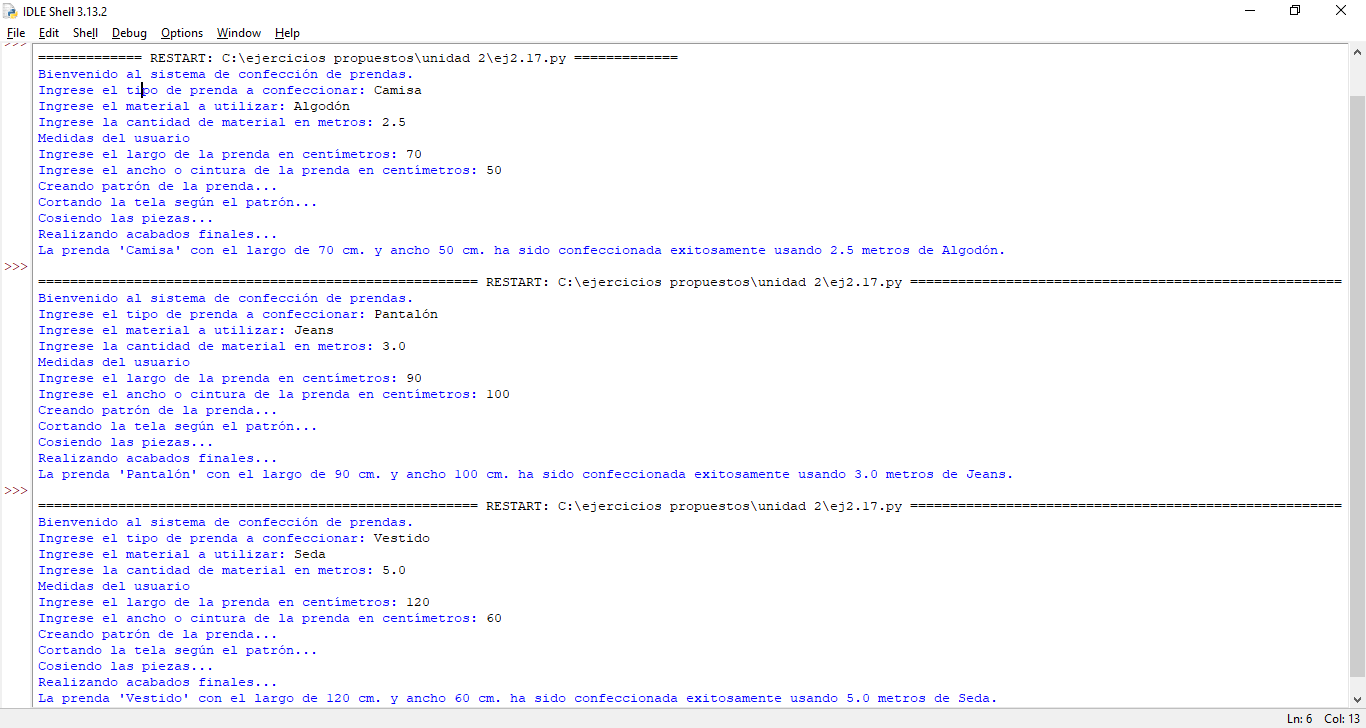 IDLE Shell 3.13.2
File Edit Shell Debug Options Window Help
>>>
============= RESTART: C:\ejercicios propuestos\unidad 2\ej2.17.py =============
Bienvenido al sistema de confección de prendas.
Ingrese el tipo de prenda a confeccionar: Camisa
Ingrese el material a utilizar: Algodón
Ingrese la cantidad de material en metros: 2.5
Medidas del usuario
Ingrese el largo de la prenda en centímetros: 70
Ingrese el ancho o cintura de la prenda en centímetros: 50
Creando patrón de la prenda...
Cortando la tela según el patrón...
Cosiendo las piezas...
Realizando acabados finales...
La prenda 'Camisa' con el largo de 70 cm. y ancho 50 cm. ha sido confeccionada exitosamente usando 2.5 metros de Algodón.
>>>
======================================================= RESTART: C:\ejercicios propuestos\unidad 2\ej2.17.py ======================================================
Bienvenido al sistema de confección de prendas.
Ingrese el tipo de prenda a confeccionar: Pantalón
Ingrese el material a utilizar: Jeans
Ingrese la cantidad de material en metros: 3.0
Medidas del usuario
Ingrese el largo de la prenda en centímetros: 90
Ingrese el ancho o cintura de la prenda en centímetros: 100
Creando patrón de la prenda...
Cortando la tela según el patrón...
Cosiendo las piezas...
Realizando acabados finales...
La prenda 'Pantalón' con el largo de 90 cm. y ancho 100 cm. ha sido confeccionada exitosamente usando 3.0 metros de Jeans.
>>>
======================================================= RESTART: C:\ejercicios propuestos\unidad 2\ej2.17.py ======================================================
Bienvenido al sistema de confección de prendas.
Ingrese el tipo de prenda a confeccionar: Vestido
Ingrese el material a utilizar: Seda
Ingrese la cantidad de material en metros: 5.0
Medidas del usuario
Ingrese el largo de la prenda en centímetros: 120
Ingrese el ancho o cintura de la prenda en centímetros: 60
Creando patrón de la prenda...
Cortando la tela según el patrón...
Cosiendo las piezas...
Realizando acabados finales...
La prenda 'Vestido' con el largo de 120 cm. y ancho 60 cm. ha sido confeccionada exitosamente usando 5.0 metros de Seda.
Ln: 6 Col: 13